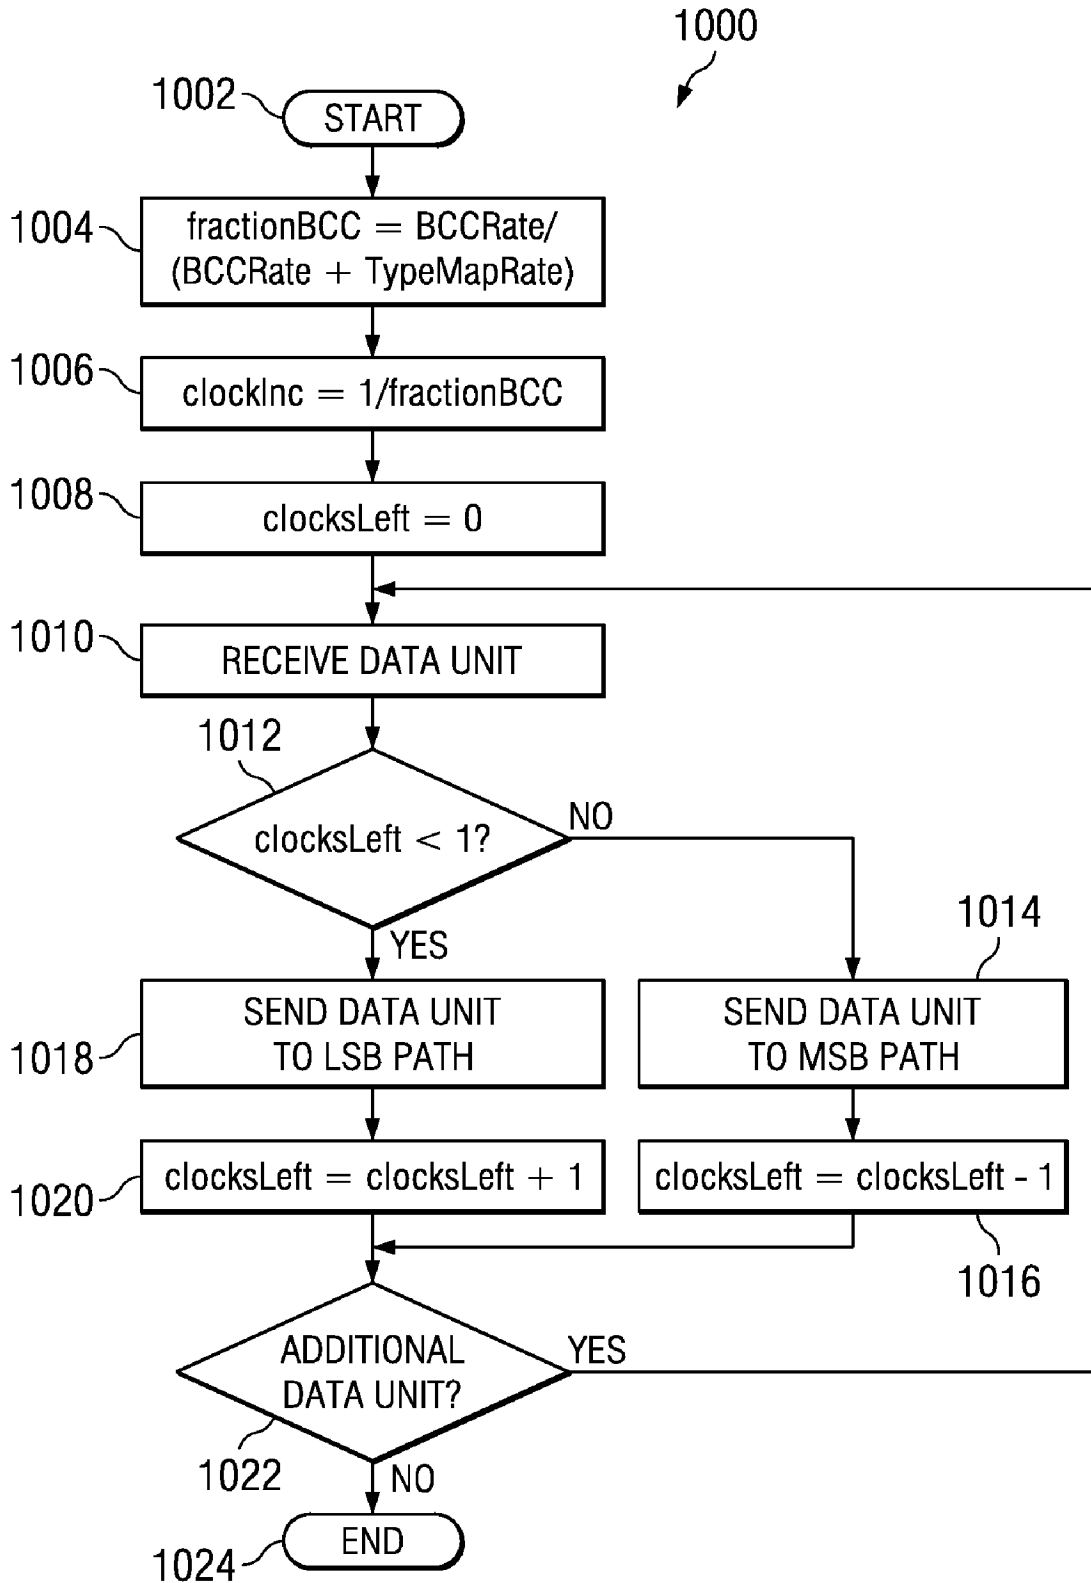 1000
1002
START
1004
fractionBCC = BCCRate/
(BCCRate + TypeMapRate)
1006
clockInc = 1/fractionBCC
1008
clocksLeft = 0
1010
RECEIVE DATA UNIT
1012
clocksLeft < 1?
NO
YES
1014
SEND DATA UNIT
TO LSB PATH
1018
SEND DATA UNIT
TO MSB PATH
clocksLeft = clocksLeft + 1
1020
clocksLeft = clocksLeft - 1
1016
ADDITIONAL
DATA UNIT?
YES
1022
NO
END
1024